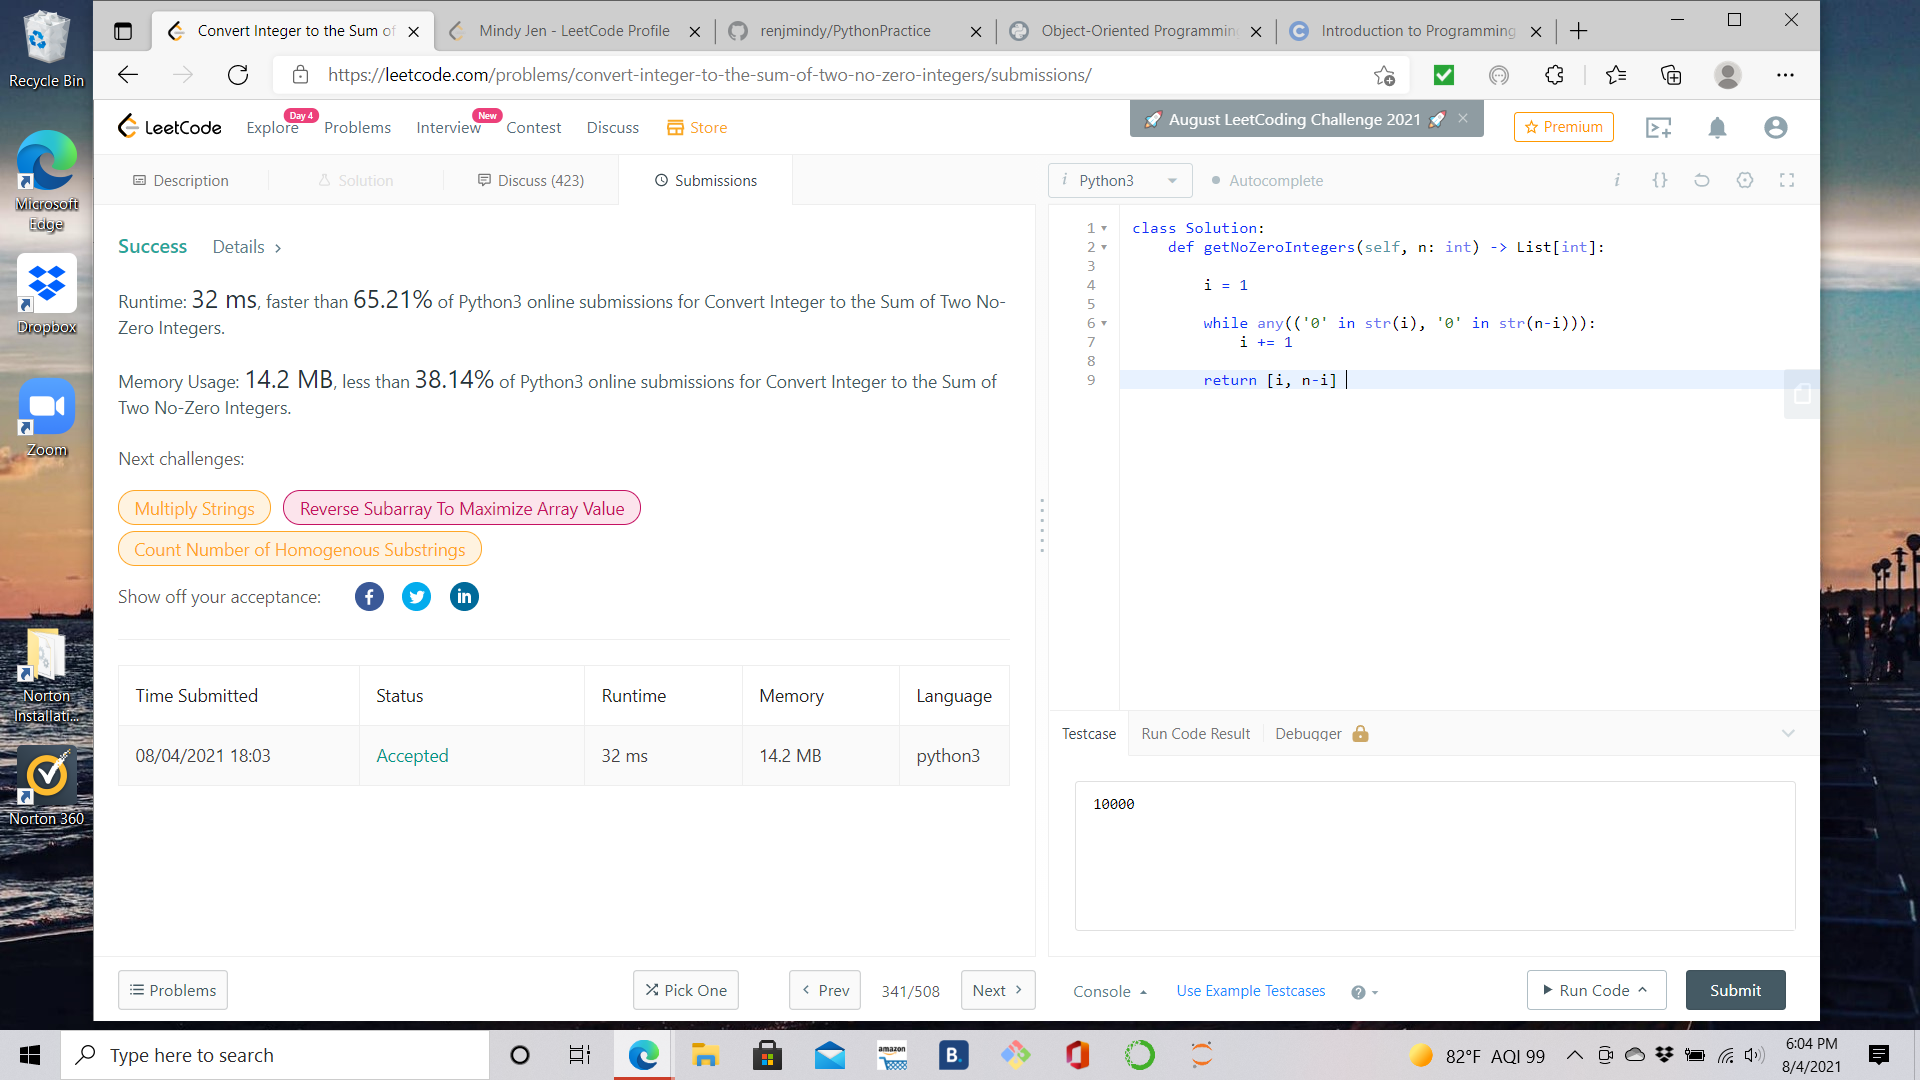 Recycle Bin
Microsoft
Edge
Dropbox
Zoom
Norton
Installati...
Norton 360
Convert Integer to the Sum of
Mindy Jen - LeetCode Profile
renjmindy/PythonPractice
Object-Oriented Programmin
Introduction to Programming
https://leetcode.com/problems/convert-integer-to-the-sum-of-two-no-zero-integers/submissions/
LeetCode
Explore
Day 4
Problems
Interview
New
Contest
Discuss
Store
August LeetCoding Challenge 2021
Premium
Description
Solution
Discuss (423)
Submissions
Success
Details
Runtime: 32 ms, faster than 65.21% of Python3 online submissions for Convert Integer to the Sum of Two No-
Zero Integers.
Memory Usage: 14.2 MB, less than 38.14% of Python3 online submissions for Convert Integer to the Sum of
Two No-Zero Integers.
Next challenges:
Multiply Strings
Reverse Subarray To Maximize Array Value
Count Number of Homogenous Substrings
Show off your acceptance:
Time Submitted Status Runtime Memory Language
08/04/2021 18:03 Accepted 32 ms 14.2 MB python3
Problems
Pick One
Prev
341/508
Next
i Python3
Autocomplete
i {}
1 class Solution:
2 def getNoZeroIntegers(self, n: int) -> List[int]:
3
4 i = 1
5
6 while any(('0' in str(i), '0' in str(n-i))):
7 i += 1
8
9 return [i, n-i]
Testcase
Run Code Result
Debugger
10000
Console
Use Example Testcases
Run Code
Submit
Type here to search
amazon
B.
82°F AQI 99
6:04 PM
8/4/2021